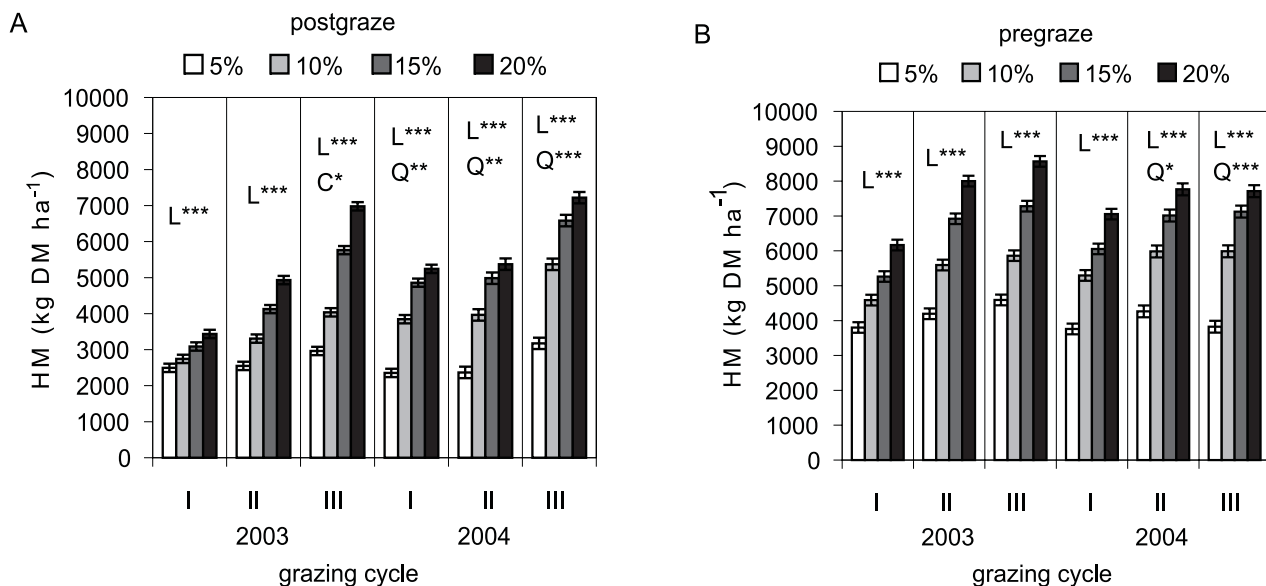 A
postgraze
5% 10% 15% 20%
HM (kg DM ha-1)
10000
9000
8000
7000
6000
5000
4000
3000
2000
1000
0
L***
L***
L***
C*
L***
Q**
L***
Q**
L***
Q***
I II III I II III
2003 2004
grazing cycle
B
pregraze
5% 10% 15% 20%
HM (kg DM ha-1)
10000
9000
8000
7000
6000
5000
4000
3000
2000
1000
0
L***
L***
L***
L***
L***
Q*
L***
Q***
I II III I II III
2003 2004
grazing cycle